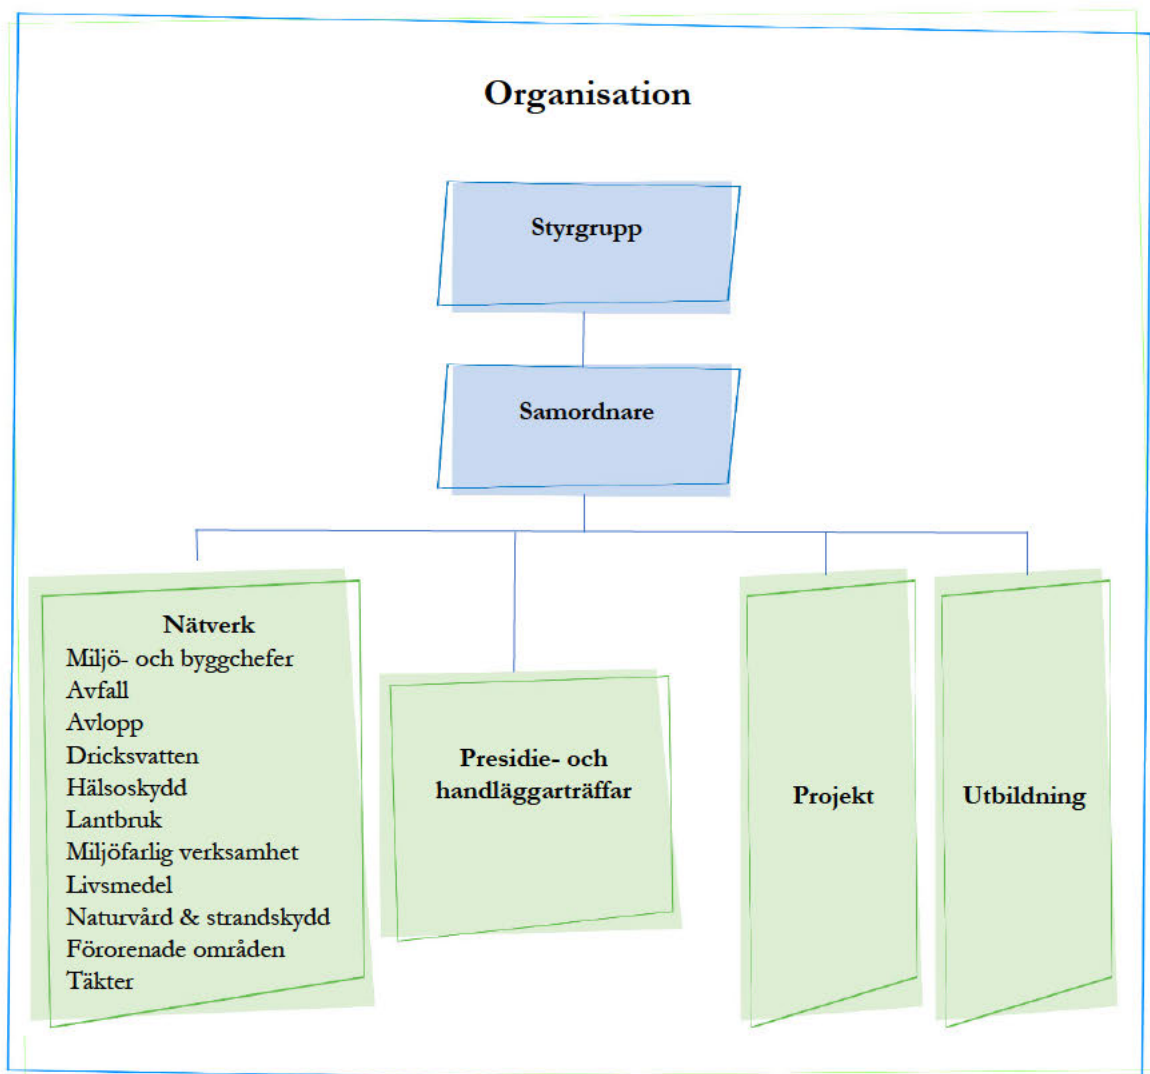 Organisation
Styrgrupp
Samordnare
Nätverk
Miljö- och byggchefer
Avfall
Avlopp
Dricksvatten
Hälsoskydd
Lantbruk
Miljöfarlig verksamhet
Livsmedel
Naturvård & strandskydd
Förorenade områden
Täkter
Presidie- och
handläggarträffar
Projekt
Utbildning